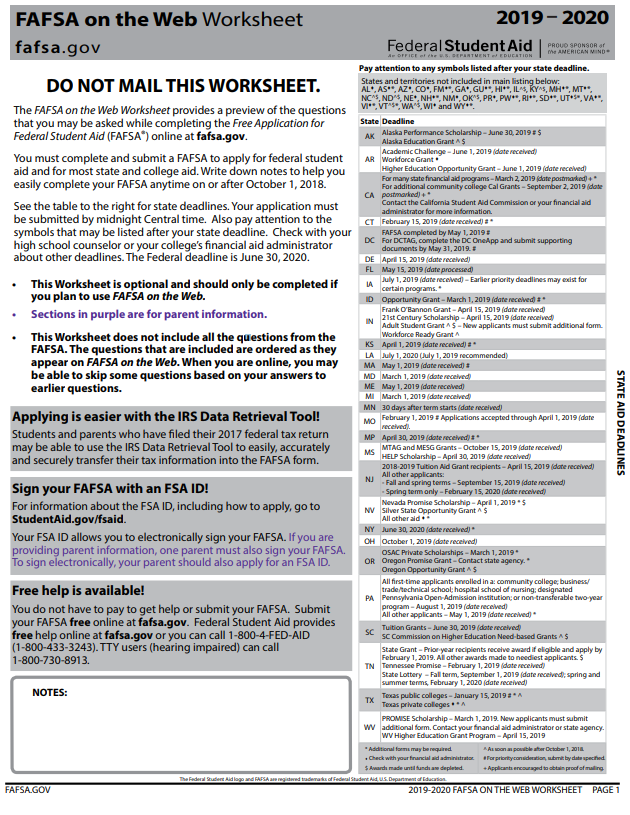 FAFSA on the Web Worksheet
fafsa.gov
2019 – 2020
Federal Student Aid
An OFFICE of the U.S. DEPARTMENT of EDUCATION
PROUD SPONSOR of
the AMERICAN MIND®
DO NOT MAIL THIS WORKSHEET.
The FAFSA on the Web Worksheet provides a preview of the questions
that you may be asked while completing the Free Application for
Federal Student Aid (FAFSA®) online at fafsa.gov.
You must complete and submit a FAFSA to apply for federal student
aid and for most state and college aid. Write down notes to help you
easily complete your FAFSA anytime on or after October 1, 2018.
See the table to the right for state deadlines. Your application must
be submitted by midnight Central time. Also pay attention to the
symbols that may be listed after your state deadline. Check with your
high school counselor or your college's financial aid administrator
about other deadlines. The Federal deadline is June 30, 2020.
• This Worksheet is optional and should only be completed if
you plan to use FAFSA on the Web.
• Sections in purple are for parent information.
• This Worksheet does not include all the questions from the
FAFSA. The questions that are included are ordered as they
appear on FAFSA on the Web. When you are online, you may
be able to skip some questions based on your answers to
earlier questions.
Applying is easier with the IRS Data Retrieval Tool!
Students and parents who have filed their 2017 federal tax return
may be able to use the IRS Data Retrieval Tool to easily, accurately
and securely transfer their tax information into the FAFSA form.
Sign your FAFSA with an FSA ID!
For information about the FSA ID, including how to apply, go to
StudentAid.gov/fsaid.
Your FSA ID allows you to electronically sign your FAFSA. If you are
providing parent information, one parent must also sign your FAFSA.
To sign electronically, your parent should also apply for an FSA ID.
Free help is available!
You do not have to pay to get help or submit your FAFSA. Submit
your FAFSA free online at fafsa.gov. Federal Student Aid provides
free help online at fafsa.gov or you can call 1-800-4-FED-AID
(1-800-433-3243). TTY users (hearing impaired) can call
1-800-730-8913.
NOTES:
Pay attention to any symbols listed after your state deadline.
States and territories not included in main listing below:
AL*, AS**, AZ*, CO*, FM**, GA*, GU**, HI**, IL^$, KY^$, MH**, MT**,
NC^$, ND^$, NE*, NH**, NM*, OK^$, PR*, PW**, RI**, SD**, UT*$*, VA**,
VI**, VT^$*, WA^$, WI* and WY**.
State Deadline
AK Alaska Performance Scholarship – June 30, 2019 # $
Alaska Education Grant ^ $
AR Academic Challenge – June 1, 2019 (date received)
Workforce Grant ♦
Higher Education Opportunity Grant – June 1, 2019 (date received)
CA For many state financial aid programs – March 2, 2019 (date postmarked) + *
For additional community college Cal Grants – September 2, 2019 (date
postmarked) + *
Contact the California Student Aid Commission or your financial aid
administrator for more information.
CT February 15, 2019 (date received) # *
DC FAFSA completed by May 1, 2019 #
For DCTAG, complete the DC OneApp and submit supporting
documents by May 31, 2019. #
DE April 15, 2019 (date received)
FL May 15, 2019 (date processed)
IA July 1, 2019 (date received) – Earlier priority deadlines may exist for
certain programs. *
ID Opportunity Grant – March 1, 2019 (date received) # *
IN Frank O'Bannon Grant – April 15, 2019 (date received)
21st Century Scholarship – April 15, 2019 (date received)
Adult Student Grant ^ $ – New applicants must submit additional form.
Workforce Ready Grant ^
KS April 1, 2019 (date received) # *
LA July 1, 2020 (July 1, 2019 recommended)
MA May 1, 2019 (date received) #
MD March 1, 2019 (date received)
ME May 1, 2019 (date received)
MI March 1, 2019 (date received)
MN 30 days after term starts (date received)
MO February 1, 2019 # Applications accepted through April 1, 2019 (date
received).
MP April 30, 2019 (date received) # *
MS MTAG and MESG Grants – October 15, 2019 (date received)
HELP Scholarship – April 30, 2019 (date received)
NJ 2018-2019 Tuition Aid Grant recipients – April 15, 2019 (date received)
All other applicants:
- Fall and spring terms – September 15, 2019 (date received)
- Spring term only – February 15, 2020 (date received)
NV Nevada Promise Scholarship – April 1, 2019 * $
Silver State Opportunity Grant ^ $
All other aid ♦ *
NY June 30, 2020 (date received) *
OH October 1, 2019 (date received)
OR OSAC Private Scholarships – March 1, 2019 *
Oregon Promise Grant – Contact state agency. *
Oregon Opportunity Grant ^ $
PA All first-time applicants enrolled in a: community college; business/
trade/technical school; hospital school of nursing; designated
Pennsylvania Open-Admission institution; or non-transferable two-year
program – August 1, 2019 (date received)
All other applicants – May 1, 2019 (date received) *
SC Tuition Grants – June 30, 2019 (date received)
SC Commission on Higher Education Need-based Grants ^ $
TN State Grant – Prior-year recipients receive award if eligible and apply by
February 1, 2019. All other awards made to neediest applicants. $
Tennessee Promise – February 1, 2019 (date received)
State Lottery – Fall term, September 1, 2019 (date received); spring and
summer terms, February 1, 2020 (date received)
TX Texas public colleges – January 15, 2019 # * ^
Texas private colleges ♦ * ^
WV PROMISE Scholarship – March 1, 2019. New applicants must submit
additional form. Contact your financial aid administrator or state agency.
WV Higher Education Grant Program – April 15, 2019
* Additional forms may be required. ^ As soon as possible after October 1, 2018.
♦ Check with your financial aid administrator. # For priority consideration, submit by date specified.
$ Awards made until funds are depleted. + Applicants encouraged to obtain proof of mailing.
STATE AID DEADLINES
The Federal Student Aid logo and FAFSA are registered trademarks of Federal Student Aid, U.S. Department of Education.
FAFSA.GOV 2019-2020 FAFSA ON THE WEB WORKSHEET PAGE 1